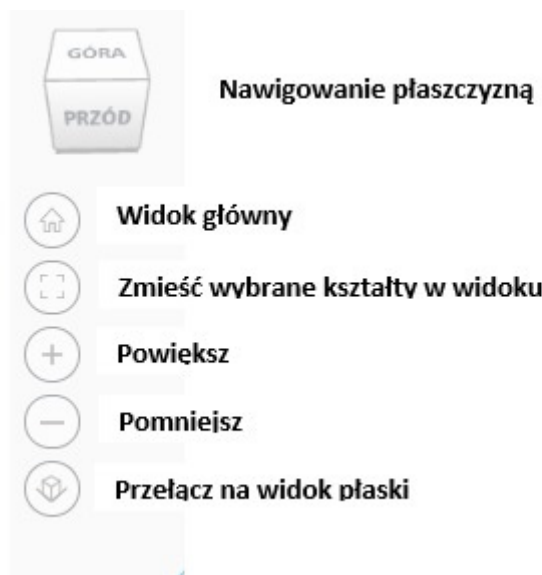 GÓRA
PRZÓD
Nawigowanie płaszczyzną
Widok główny
Zmieść wybrane kształty w widoku
Powiększ
Pomniejsz
Przełącz na widok płaski